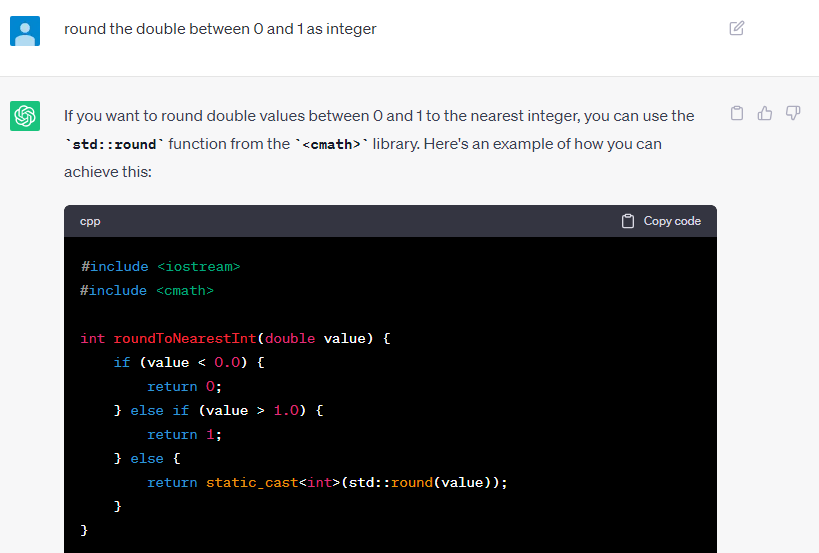 round the double between 0 and 1 as integer
If you want to round double values between 0 and 1 to the nearest integer, you can use the
`std::round` function from the `<cmath>` library. Here's an example of how you can
achieve this:
cpp
Copy code
#include <iostream>
#include <cmath>
int roundToNearestInt(double value) {
    if (value < 0.0) {
        return 0;
    } else if (value > 1.0) {
        return 1;
    } else {
        return static_cast<int>(std::round(value));
    }
}